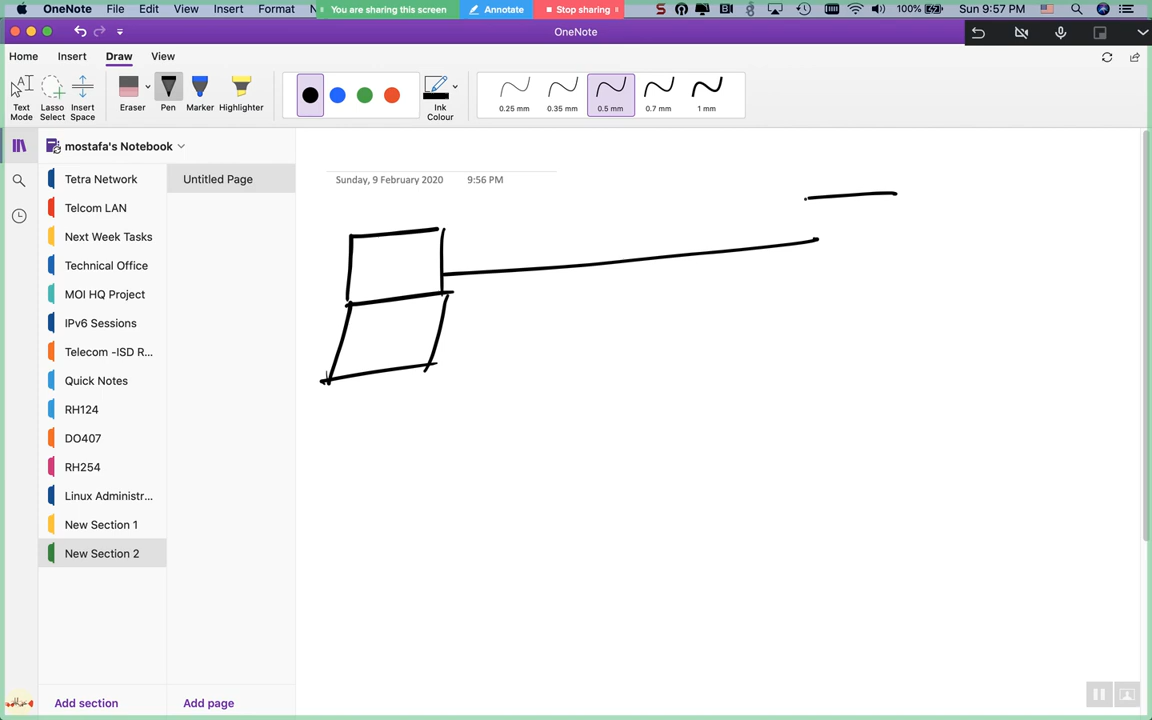 OneNote File Edit View Insert Format You are sharing this screen Annotate Stop sharing 100% Sun 9:57 PM
OneNote
Home Insert Draw View
Text Mode Lasso Select Insert Space Eraser Pen Marker Highlighter Ink Colour 0.25 mm 0.35 mm 0.5 mm 0.7 mm 1 mm
mostafa's Notebook
Tetra Network Untitled Page
Sunday, 9 February 2020 9:56 PM
Telcom LAN
Next Week Tasks
Technical Office
MOI HQ Project
IPv6 Sessions
Telecom -ISD R...
Quick Notes
RH124
DO407
RH254
Linux Administr...
New Section 1
New Section 2
Add section Add page